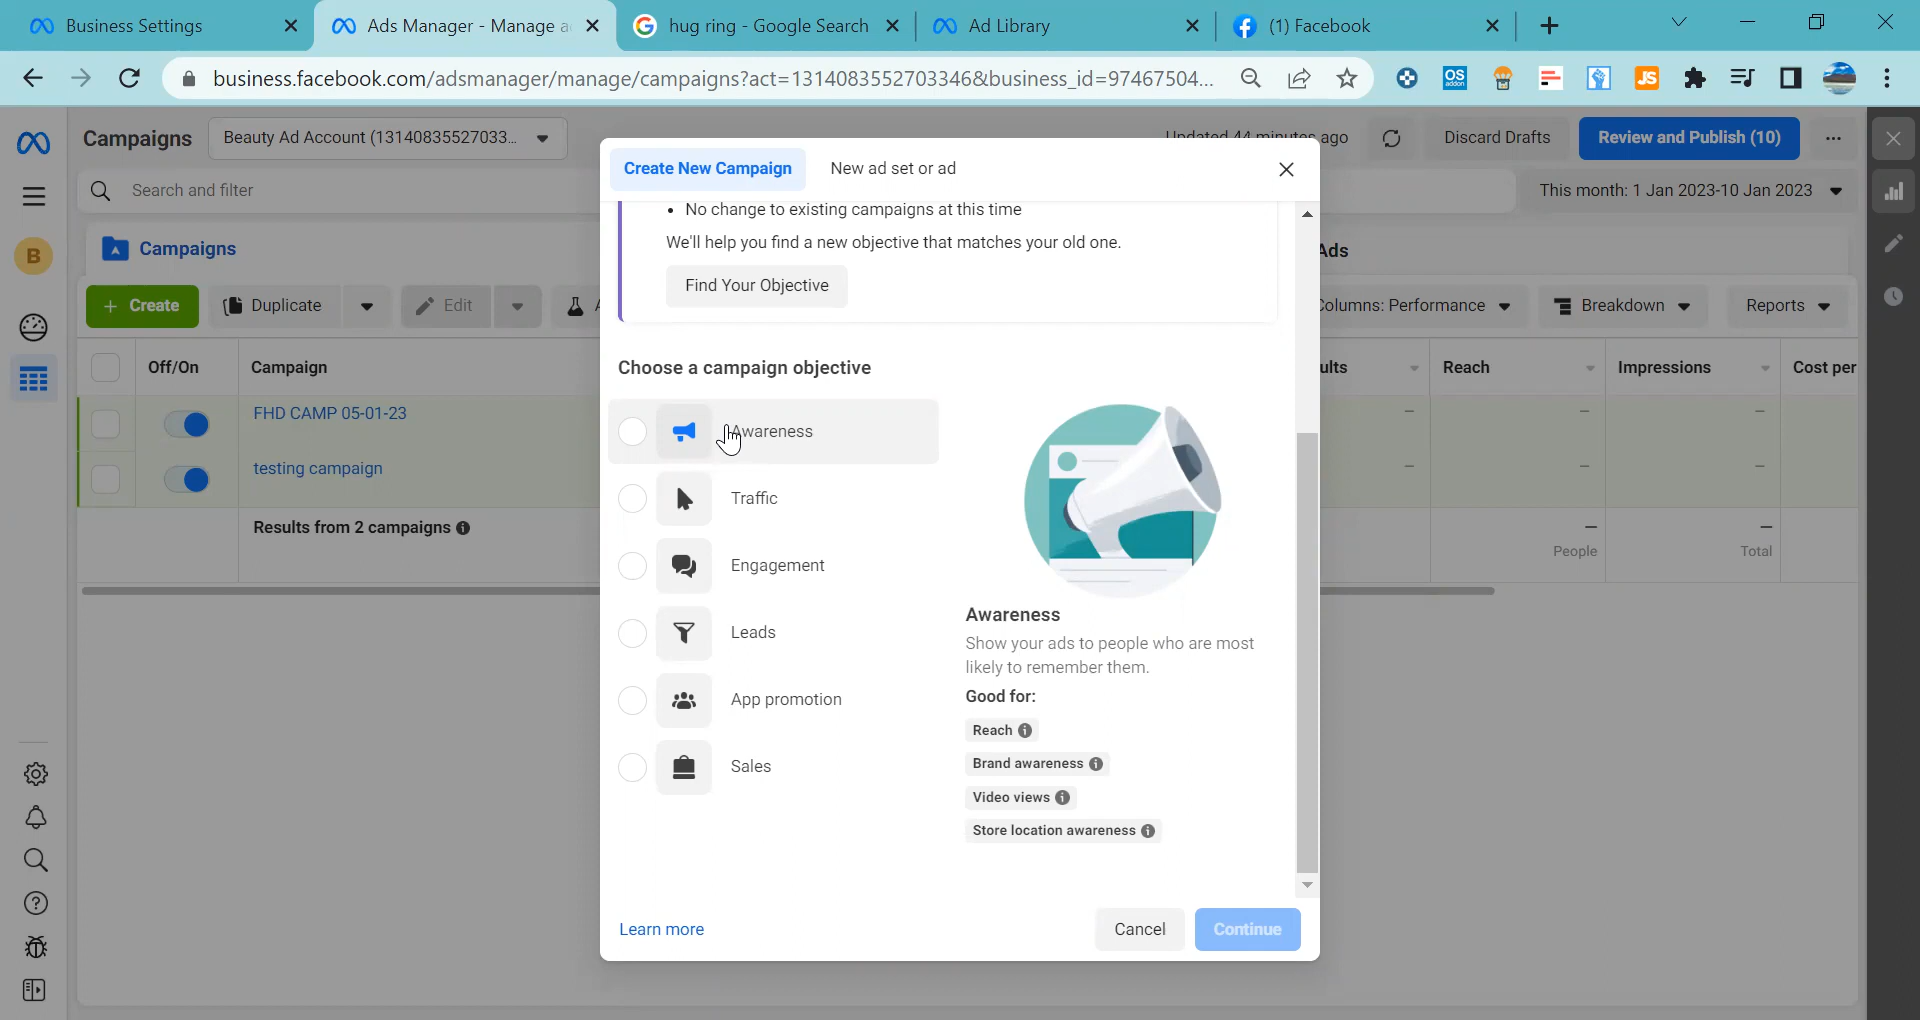 Business Settings
Ads Manager - Manage a
hug ring - Google Search
Ad Library
(1) Facebook
business.facebook.com/adsmanager/manage/campaigns?act=1314083552703346&business_id=97467504...
OS
addon
JS
Campaigns
Beauty Ad Account (13140835527033...
Updated 44 minutes ago
Discard Drafts
Review and Publish (10)
Search and filter
This month: 1 Jan 2023-10 Jan 2023
B
Campaigns
Ads
+ Create
Duplicate
Edit
A
Columns: Performance
Breakdown
Reports
Off/On
Campaign
ults
Reach
Impressions
Cost per
FHD CAMP 05-01-23
—
—
—
testing campaign
—
—
—
Results from 2 campaigns
—
—
People
Total
Create New Campaign
New ad set or ad
• No change to existing campaigns at this time
We'll help you find a new objective that matches your old one.
Find Your Objective
Choose a campaign objective
Awareness
Traffic
Engagement
Leads
App promotion
Sales
Awareness
Show your ads to people who are most
likely to remember them.
Good for:
Reach
Brand awareness
Video views
Store location awareness
Learn more
Cancel
Continue